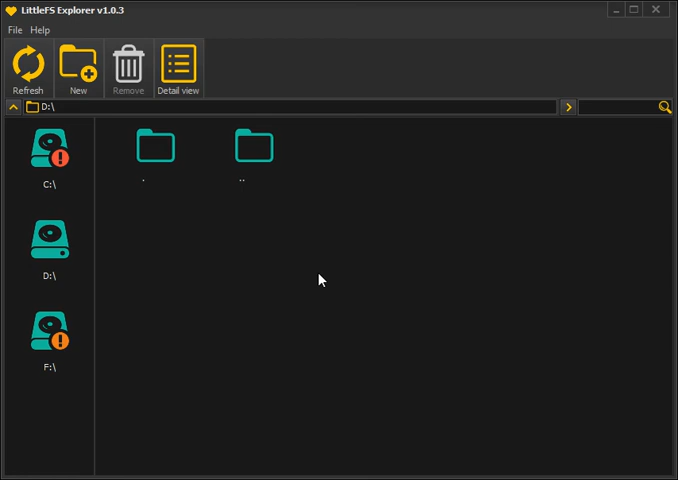 LittleFS Explorer v1.0.3
File Help
Refresh New Remove Detail view
D:\
C:\ . ..
D:\
F:\